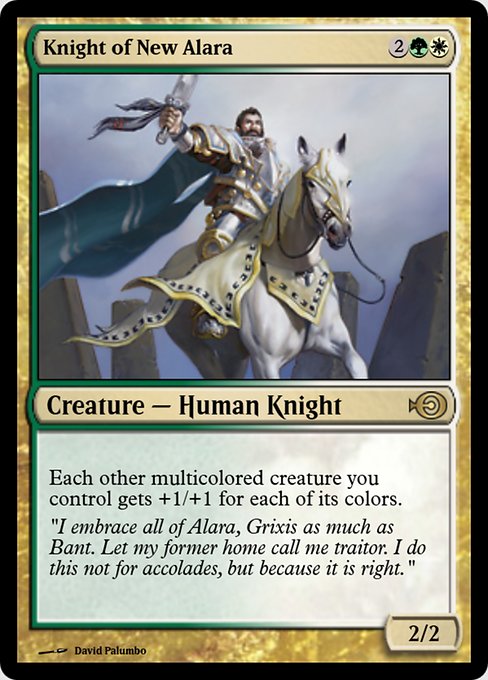 Knight of New Alara 2
Creature — Human Knight
Each other multicolored creature you
control gets +1/+1 for each of its colors.
"I embrace all of Alara, Grixis as much as
Bant. Let my former home call me traitor. I do
this not for accolades, but because it is right."
2/2
David Palumbo